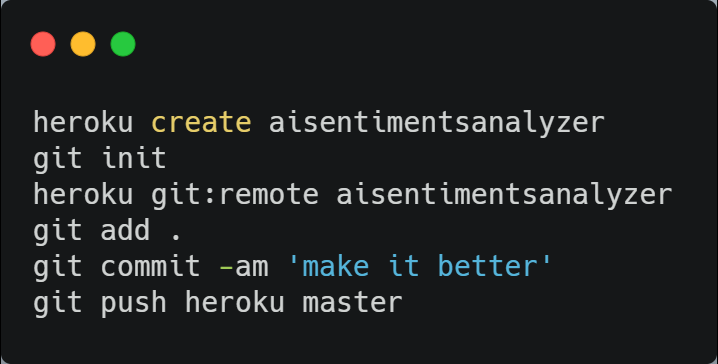 heroku create aisentimentsanalyzer
git init
heroku git:remote aisentimentsanalyzer
git add .
git commit -am 'make it better'
git push heroku master